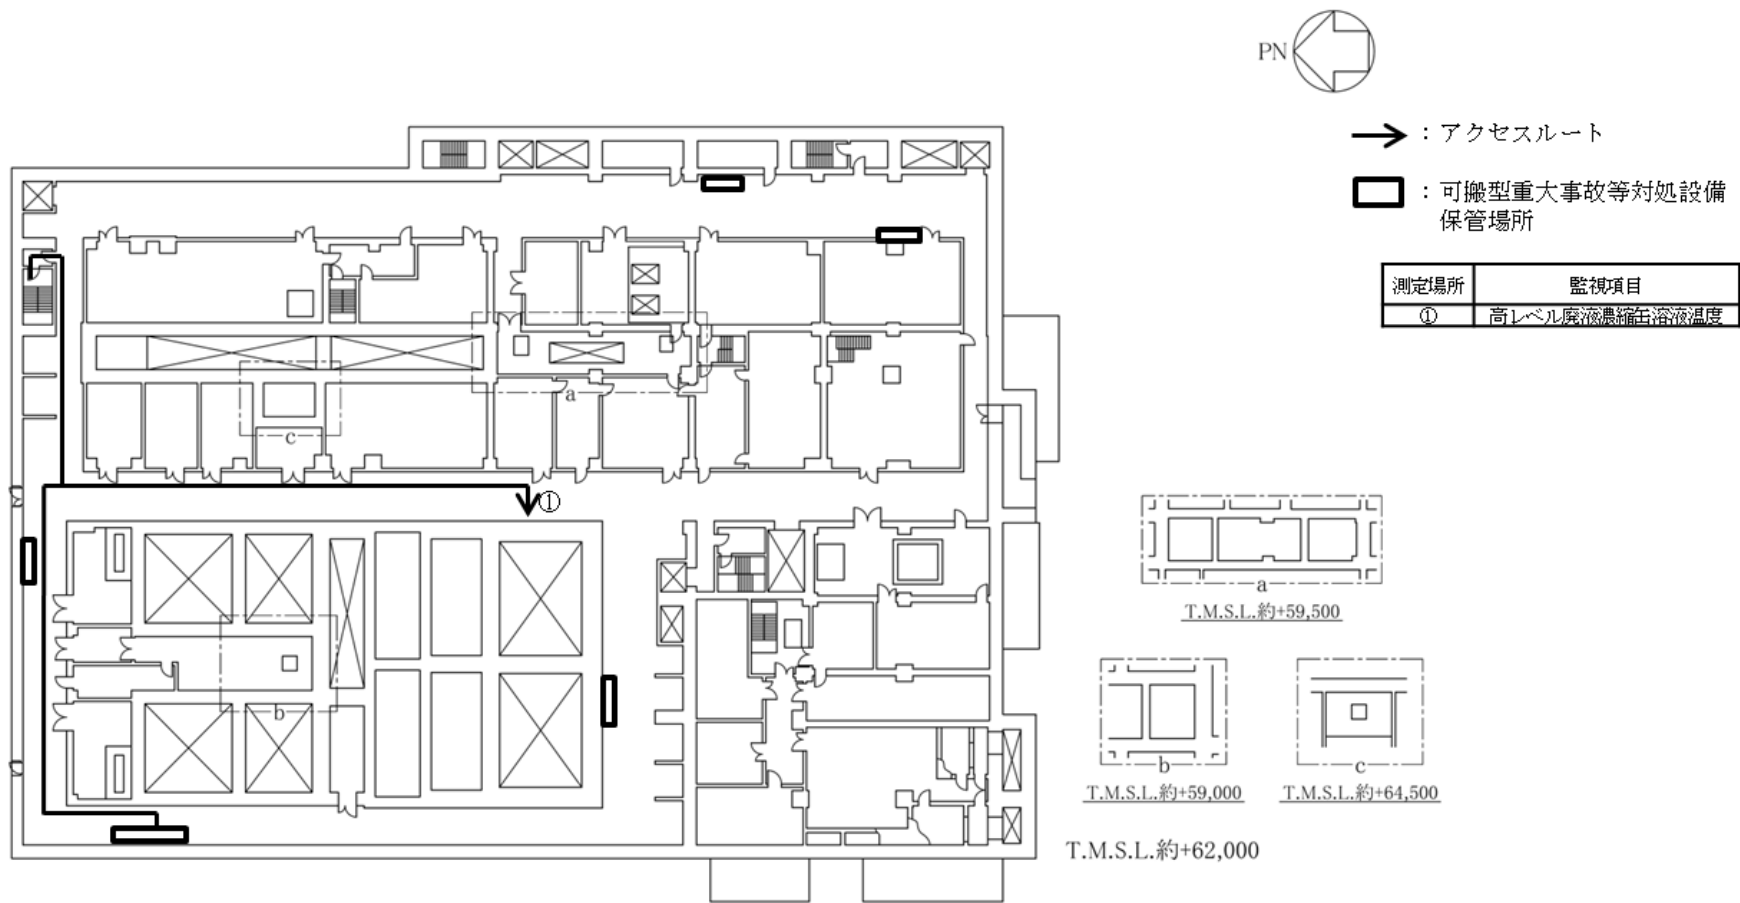 PN
：アクセスルート
：可搬型重大事故等対処設備
保管場所
測定場所 監視項目
① 高レベル廃液濃縮缶溶液温度
a
c
①
b
a
T.M.S.L.約+59,500
b
T.M.S.L.約+59,000
c
T.M.S.L.約+64,500
T.M.S.L.約+62,000